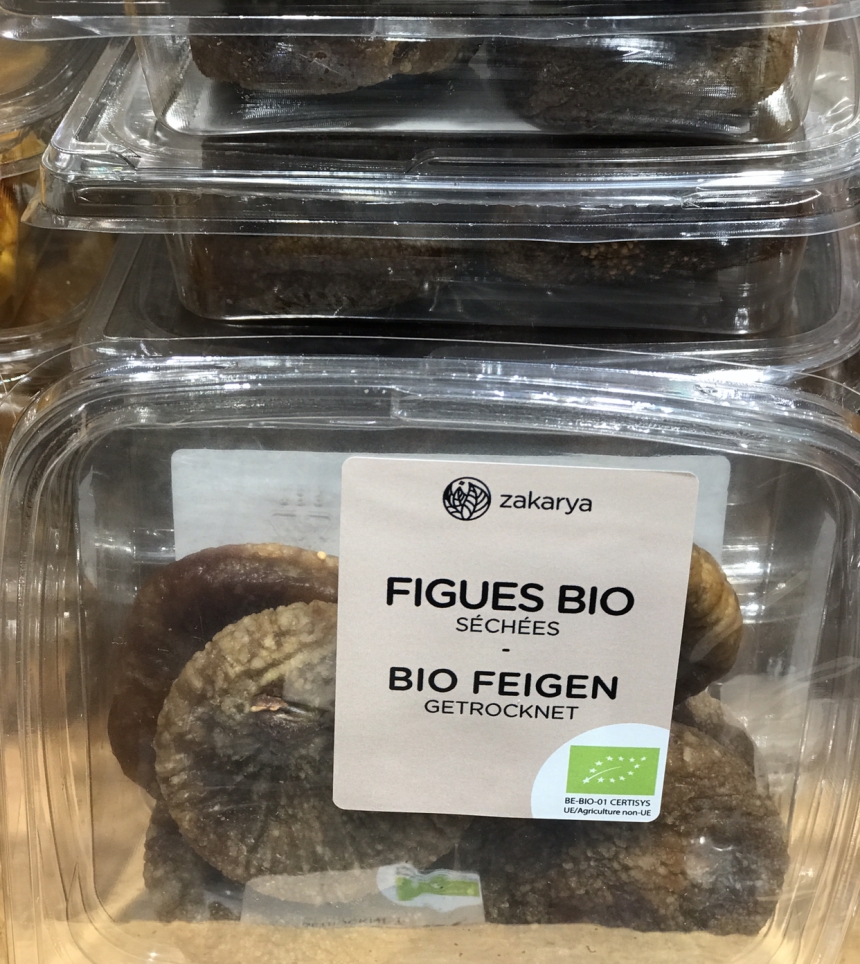 zakarya
FIGUES BIO
SÉCHÉES
-
BIO FEIGEN
GETROCKNET
BE-BIO-01 CERTISYS
UE/Agriculture non-UE